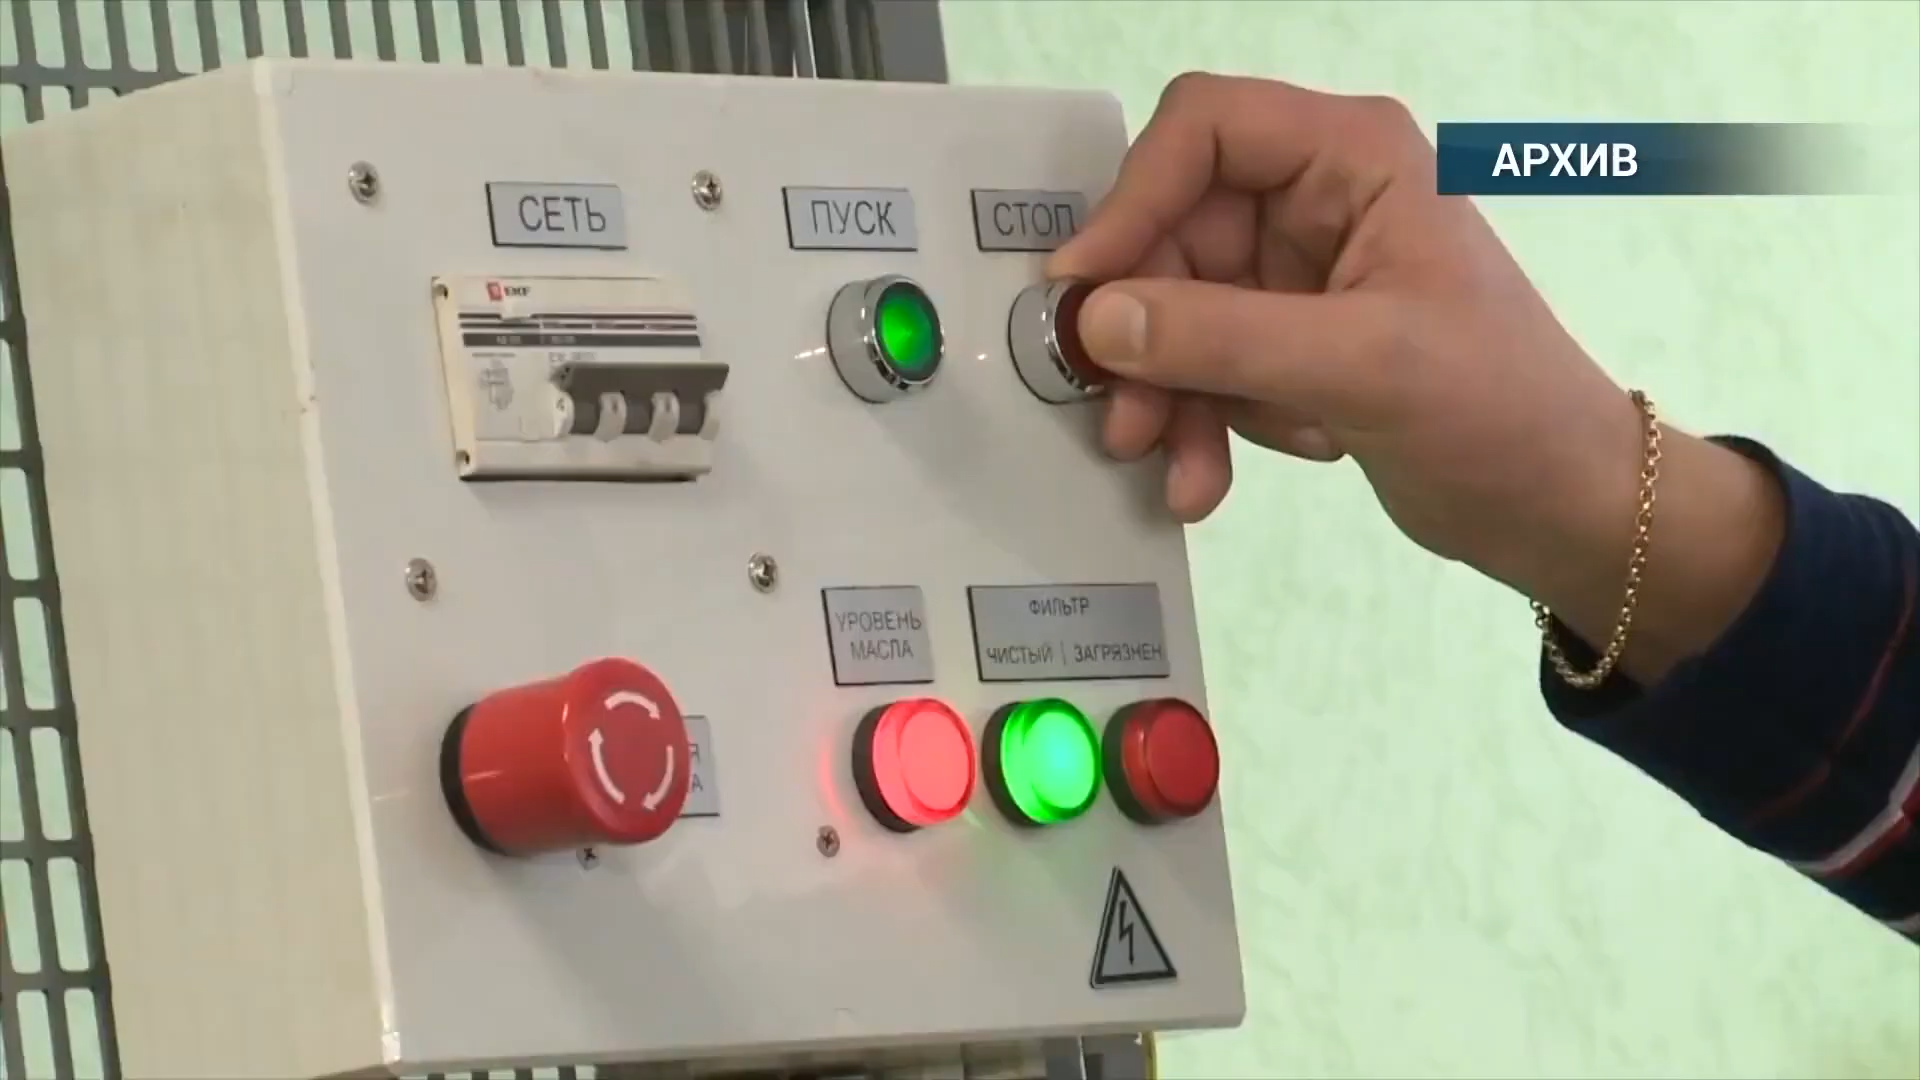 АРХИВ
СЕТЬ
ПУСК
СТОП
EKF
УРОВЕНЬ
МАСЛА
ФИЛЬТР
ЧИСТЫЙ | ЗАГРЯЗНЕН
Я
А